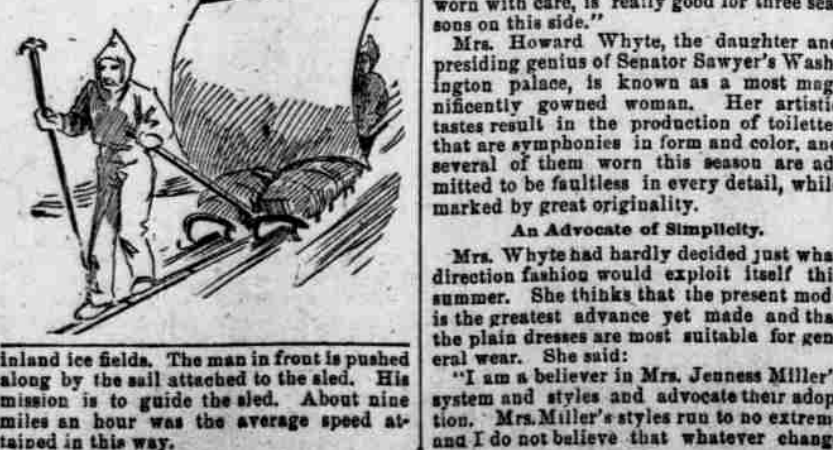 inland ice fields. The man in front is pushed
along by the sail attached to the sled. His
mission is to guide the sled. About nine
miles an hour was the average speed at-
tained in this way.
worn with care, is really good for three sea
sons on this side."
Mrs. Howard Whyte, the daughter and
presiding genius of Senator Sawyer's Wash
ington palace, is known as a most mag
nificently gowned woman. Her artisti
tastes result in the production of toilette
that are symphonies in form and color, and
several of them worn this season are ad
mitted to be faultless in every detail, whil
marked by great originality.
An Advocate of Simplicity.
Mrs. Whyte had hardly decided just wha
direction fashion would exploit itself thi
summer. She thinks that the present mod
is the greatest advance yet made and tha
the plain dresses are most suitable for gen
eral wear. She said:
"I am a believer in Mrs. Jenness Miller'
system and styles and advocate their adop
tion. Mrs. Miller's styles run to no extrem
and I do not believe that whatever chang